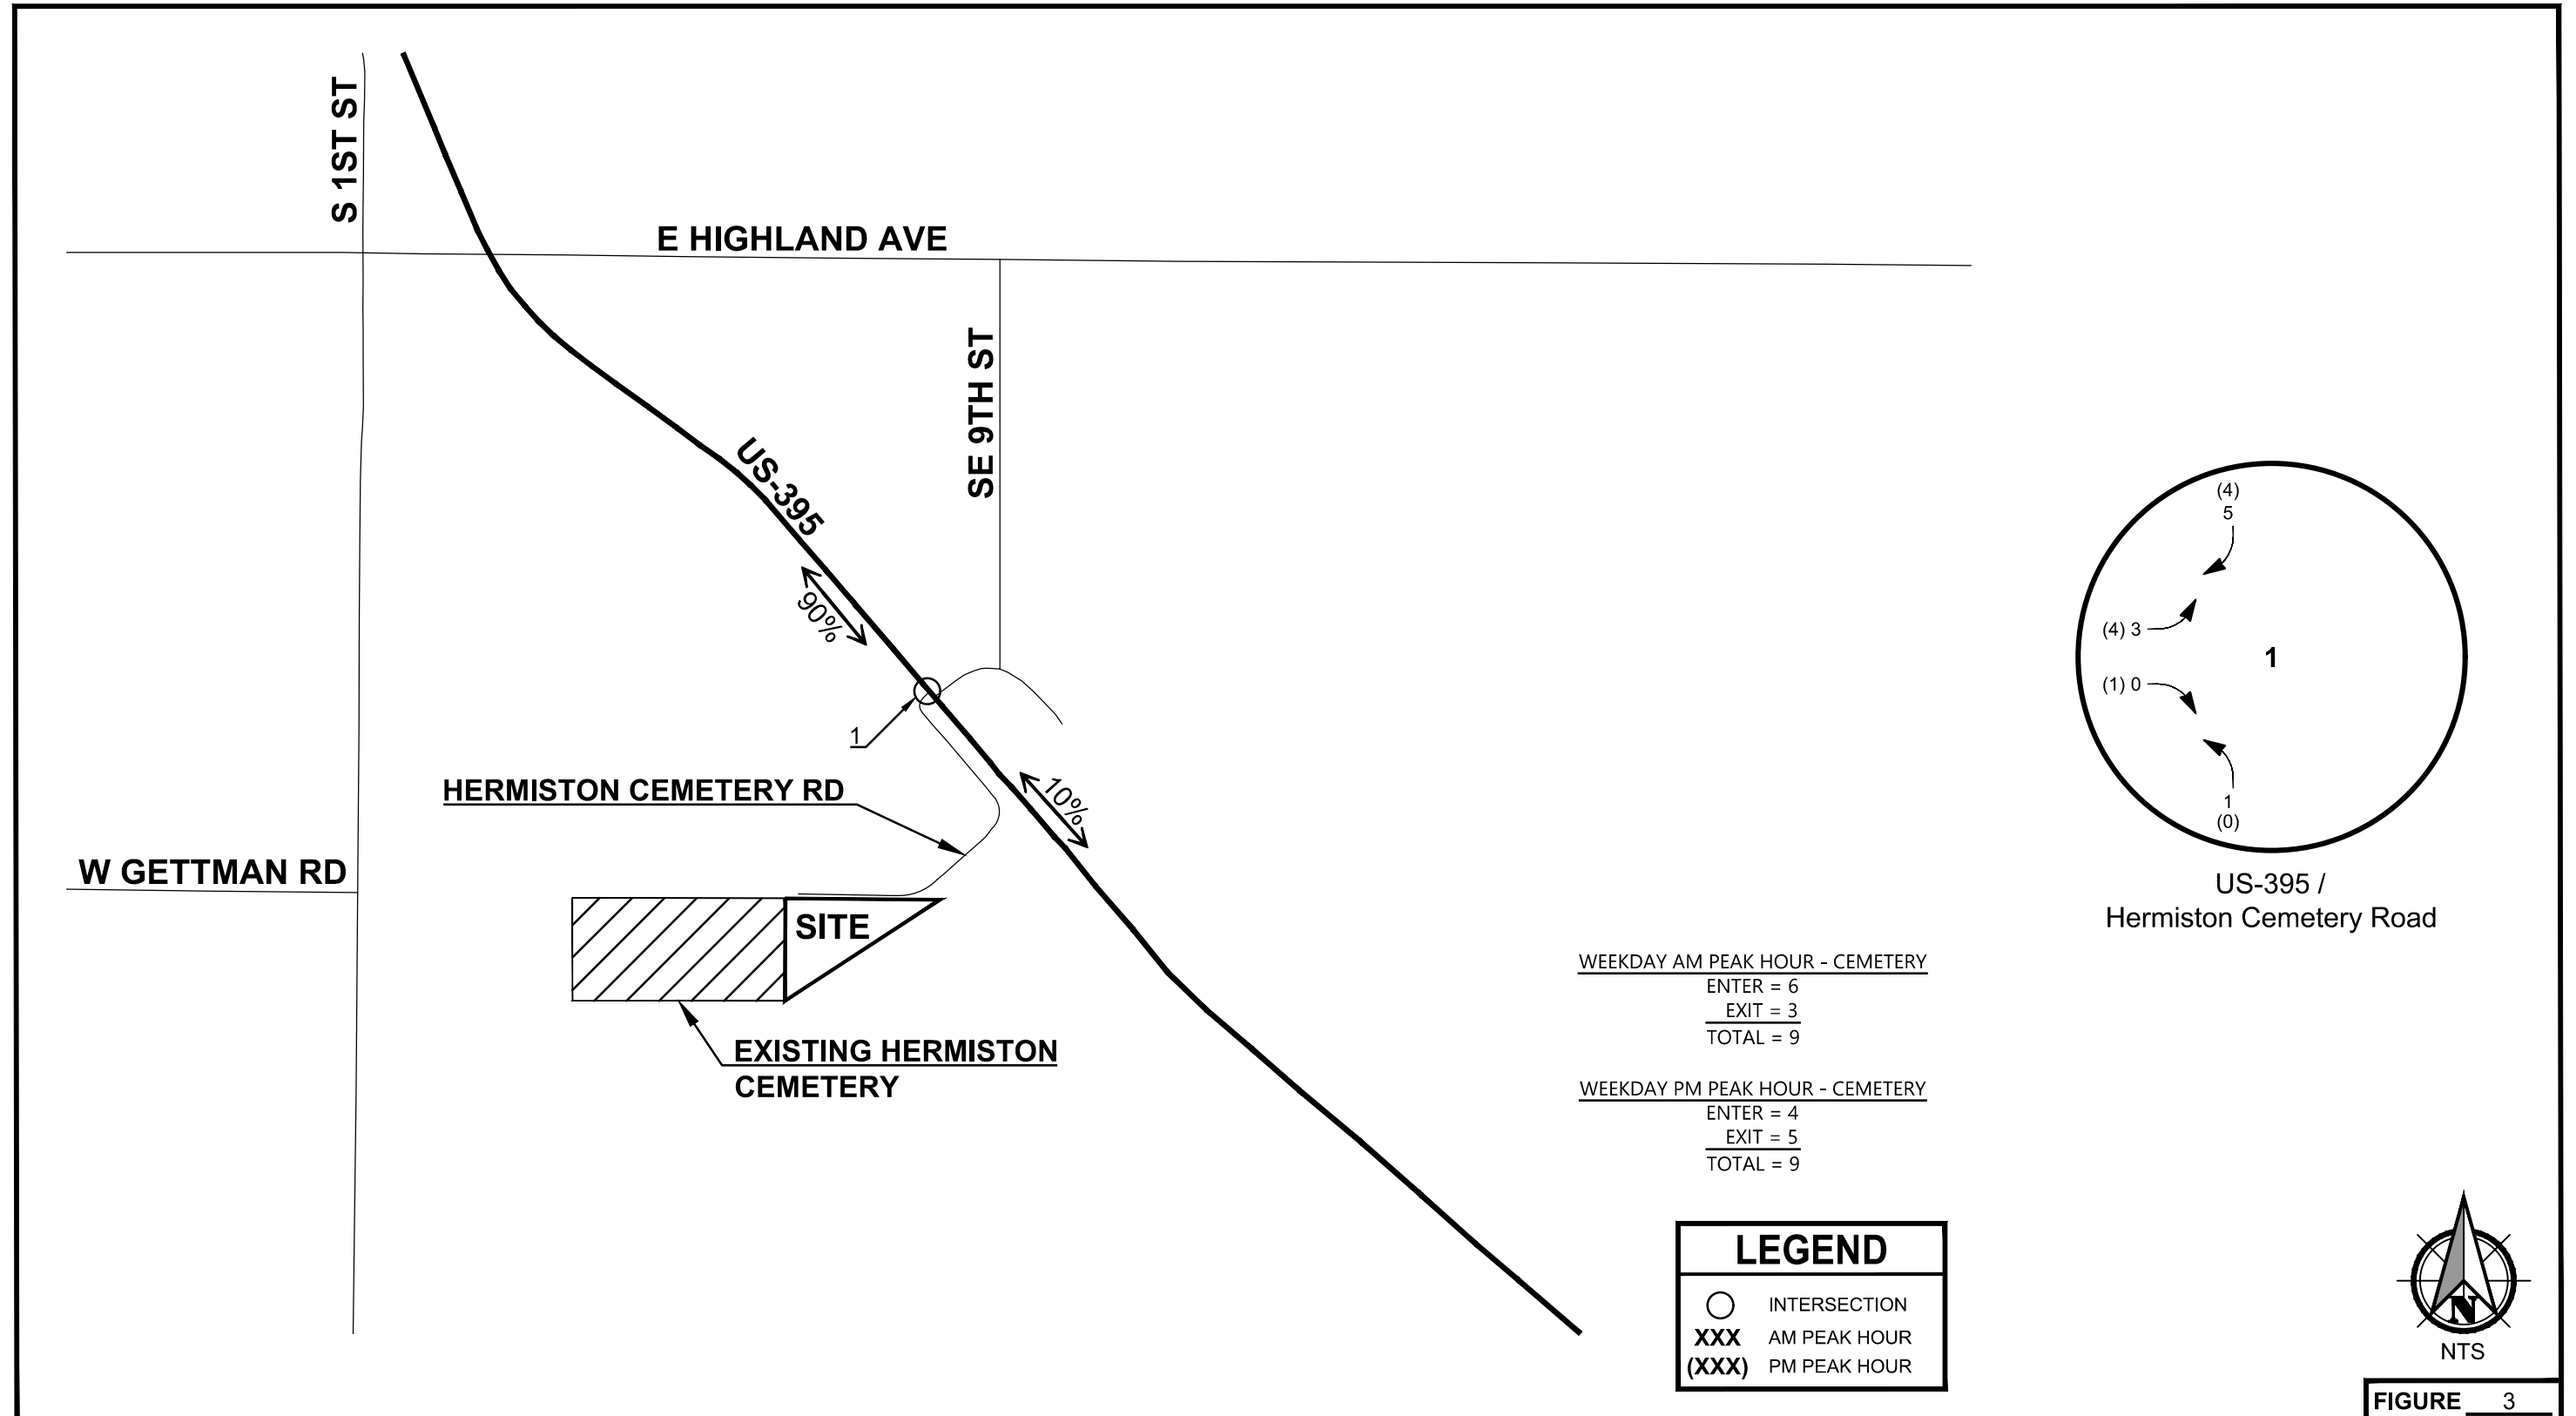 S 1ST ST
E HIGHLAND AVE
SE 9TH ST
US-395
90%
1
10%
HERMISTON CEMETERY RD
W GETTMAN RD
SITE
EXISTING HERMISTON
CEMETERY
(4)
5
(4) 3
1
(1) 0
1
(0)
US-395 /
Hermiston Cemetery Road
WEEKDAY AM PEAK HOUR - CEMETERY
ENTER = 6
EXIT = 3
TOTAL = 9
WEEKDAY PM PEAK HOUR - CEMETERY
ENTER = 4
EXIT = 5
TOTAL = 9
LEGEND
INTERSECTION
XXX AM PEAK HOUR
(XXX) PM PEAK HOUR
N
NTS
FIGURE 3